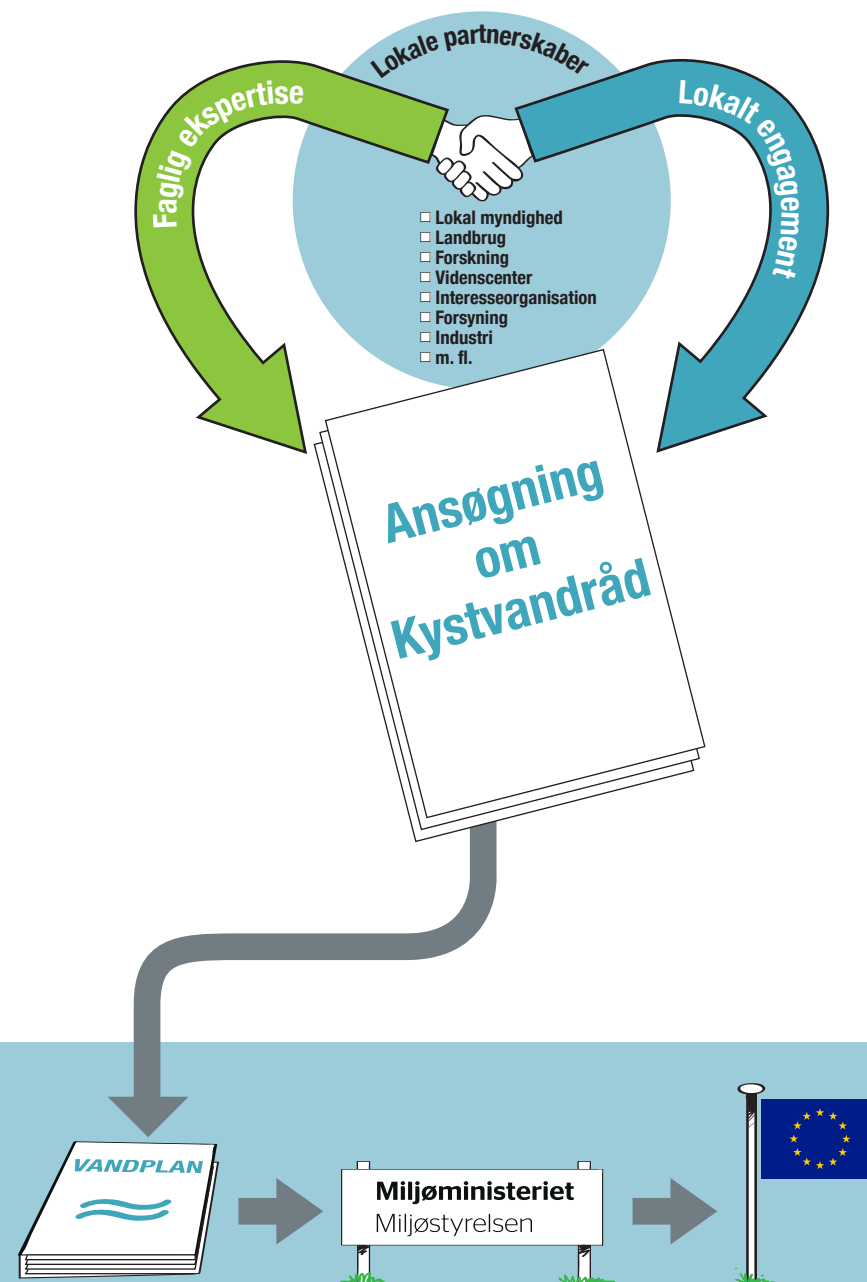 Lokale partnerskaber
Faglig ekspertise
Lokalt engagement
☐ Lokal myndighed
☐ Landbrug
☐ Forskning
☐ Videnscenter
☐ Interesseorganisation
☐ Forsyning
☐ Industri
☐ m. fl.
Ansøgning
om
Kystvandråd
VANDPLAN
Miljøministeriet
Miljøstyrelsen